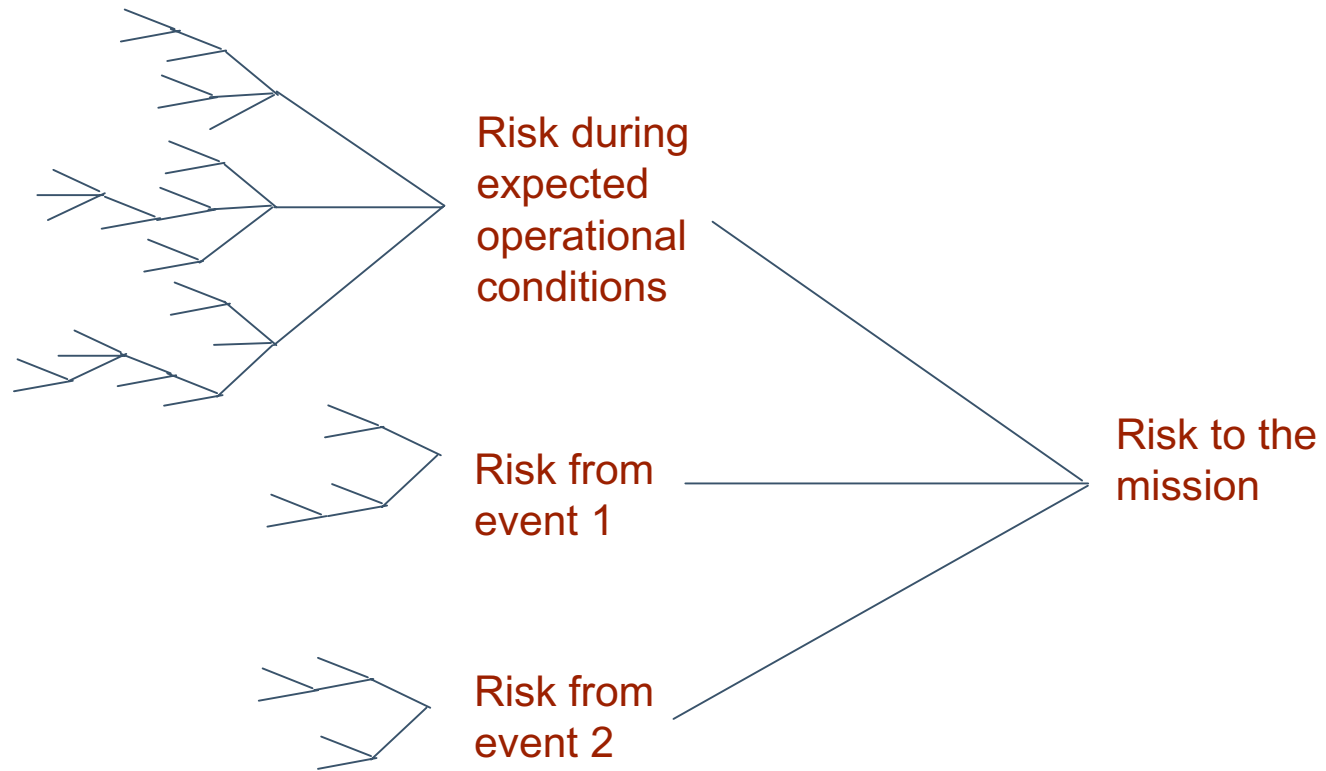 Risk during
expected
operational
conditions
Risk to the
mission
Risk from
event 1
Risk from
event 2